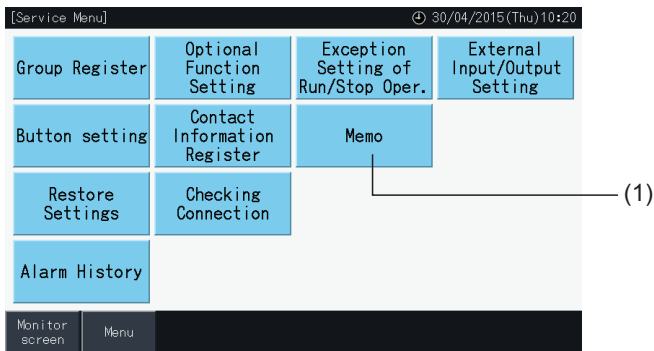 [Service Menu] 30/04/2015(Thu)10:20
Group Register
Optional
Function
Setting
Exception
Setting of
Run/Stop Oper.
External
Input/Output
Setting
Button setting
Contact
Information
Register
Memo
(1)
Restore
Settings
Checking
Connection
Alarm History
Monitor
screen
Menu